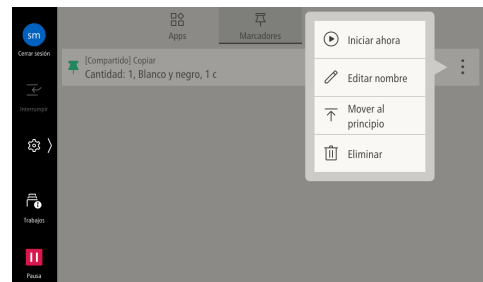 sm
Cerrar sesión
Interrumpir
Trabajos
Pausa
Apps
Marcadores
[Compartido] Copiar
Cantidad: 1, Blanco y negro, 1 c
Iniciar ahora
Editar nombre
Mover al
principio
Eliminar